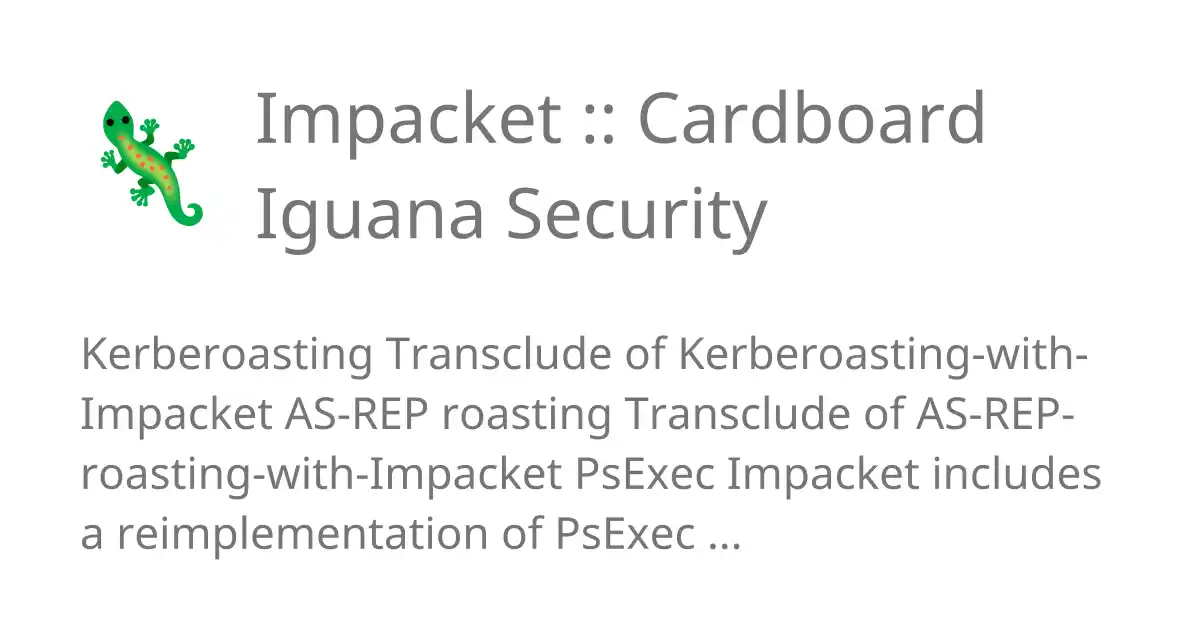 Impacket :: Cardboard
Iguana Security
Kerberoasting Transclude of Kerberoasting-with-
Impacket AS-REP roasting Transclude of AS-REP-
roasting-with-Impacket PsExec Impacket includes
a reimplementation of PsExec ...